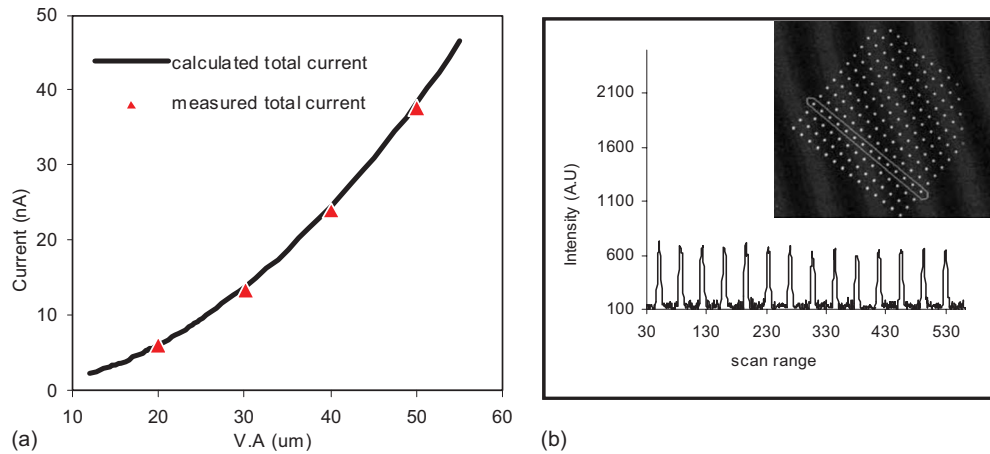 50
40
30
20
10
0
Current (nA)
calculated total current
measured total current
10 20 30 40 50 60
V.A (um)
(a)
2100
1600
1100
600
100
Intensity (A.U)
30 130 230 330 430 530
scan range
(b)